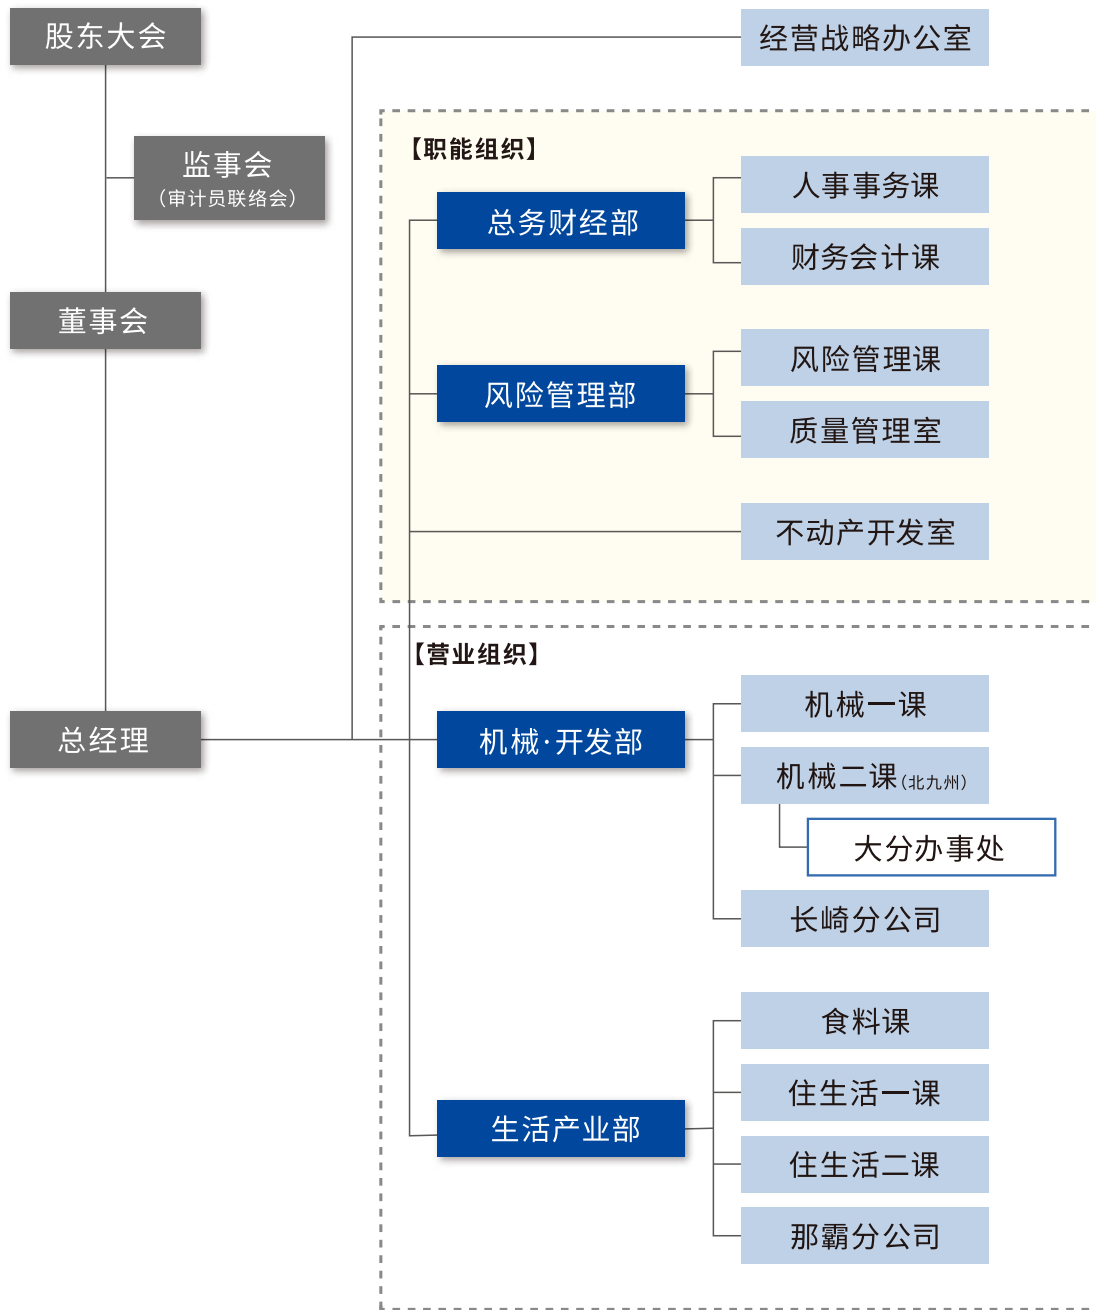 股东大会
经营战略办公室
监事会
（审计员联络会）
董事会
总经理
【职能组织】
总务财经部
人事事务课
财务会计课
风险管理部
风险管理课
质量管理室
不动产开发室
【营业组织】
机械·开发部
机械一课
机械二课（北九州）
大分办事处
长崎分公司
生活产业部
食料课
住生活一课
住生活二课
那霸分公司